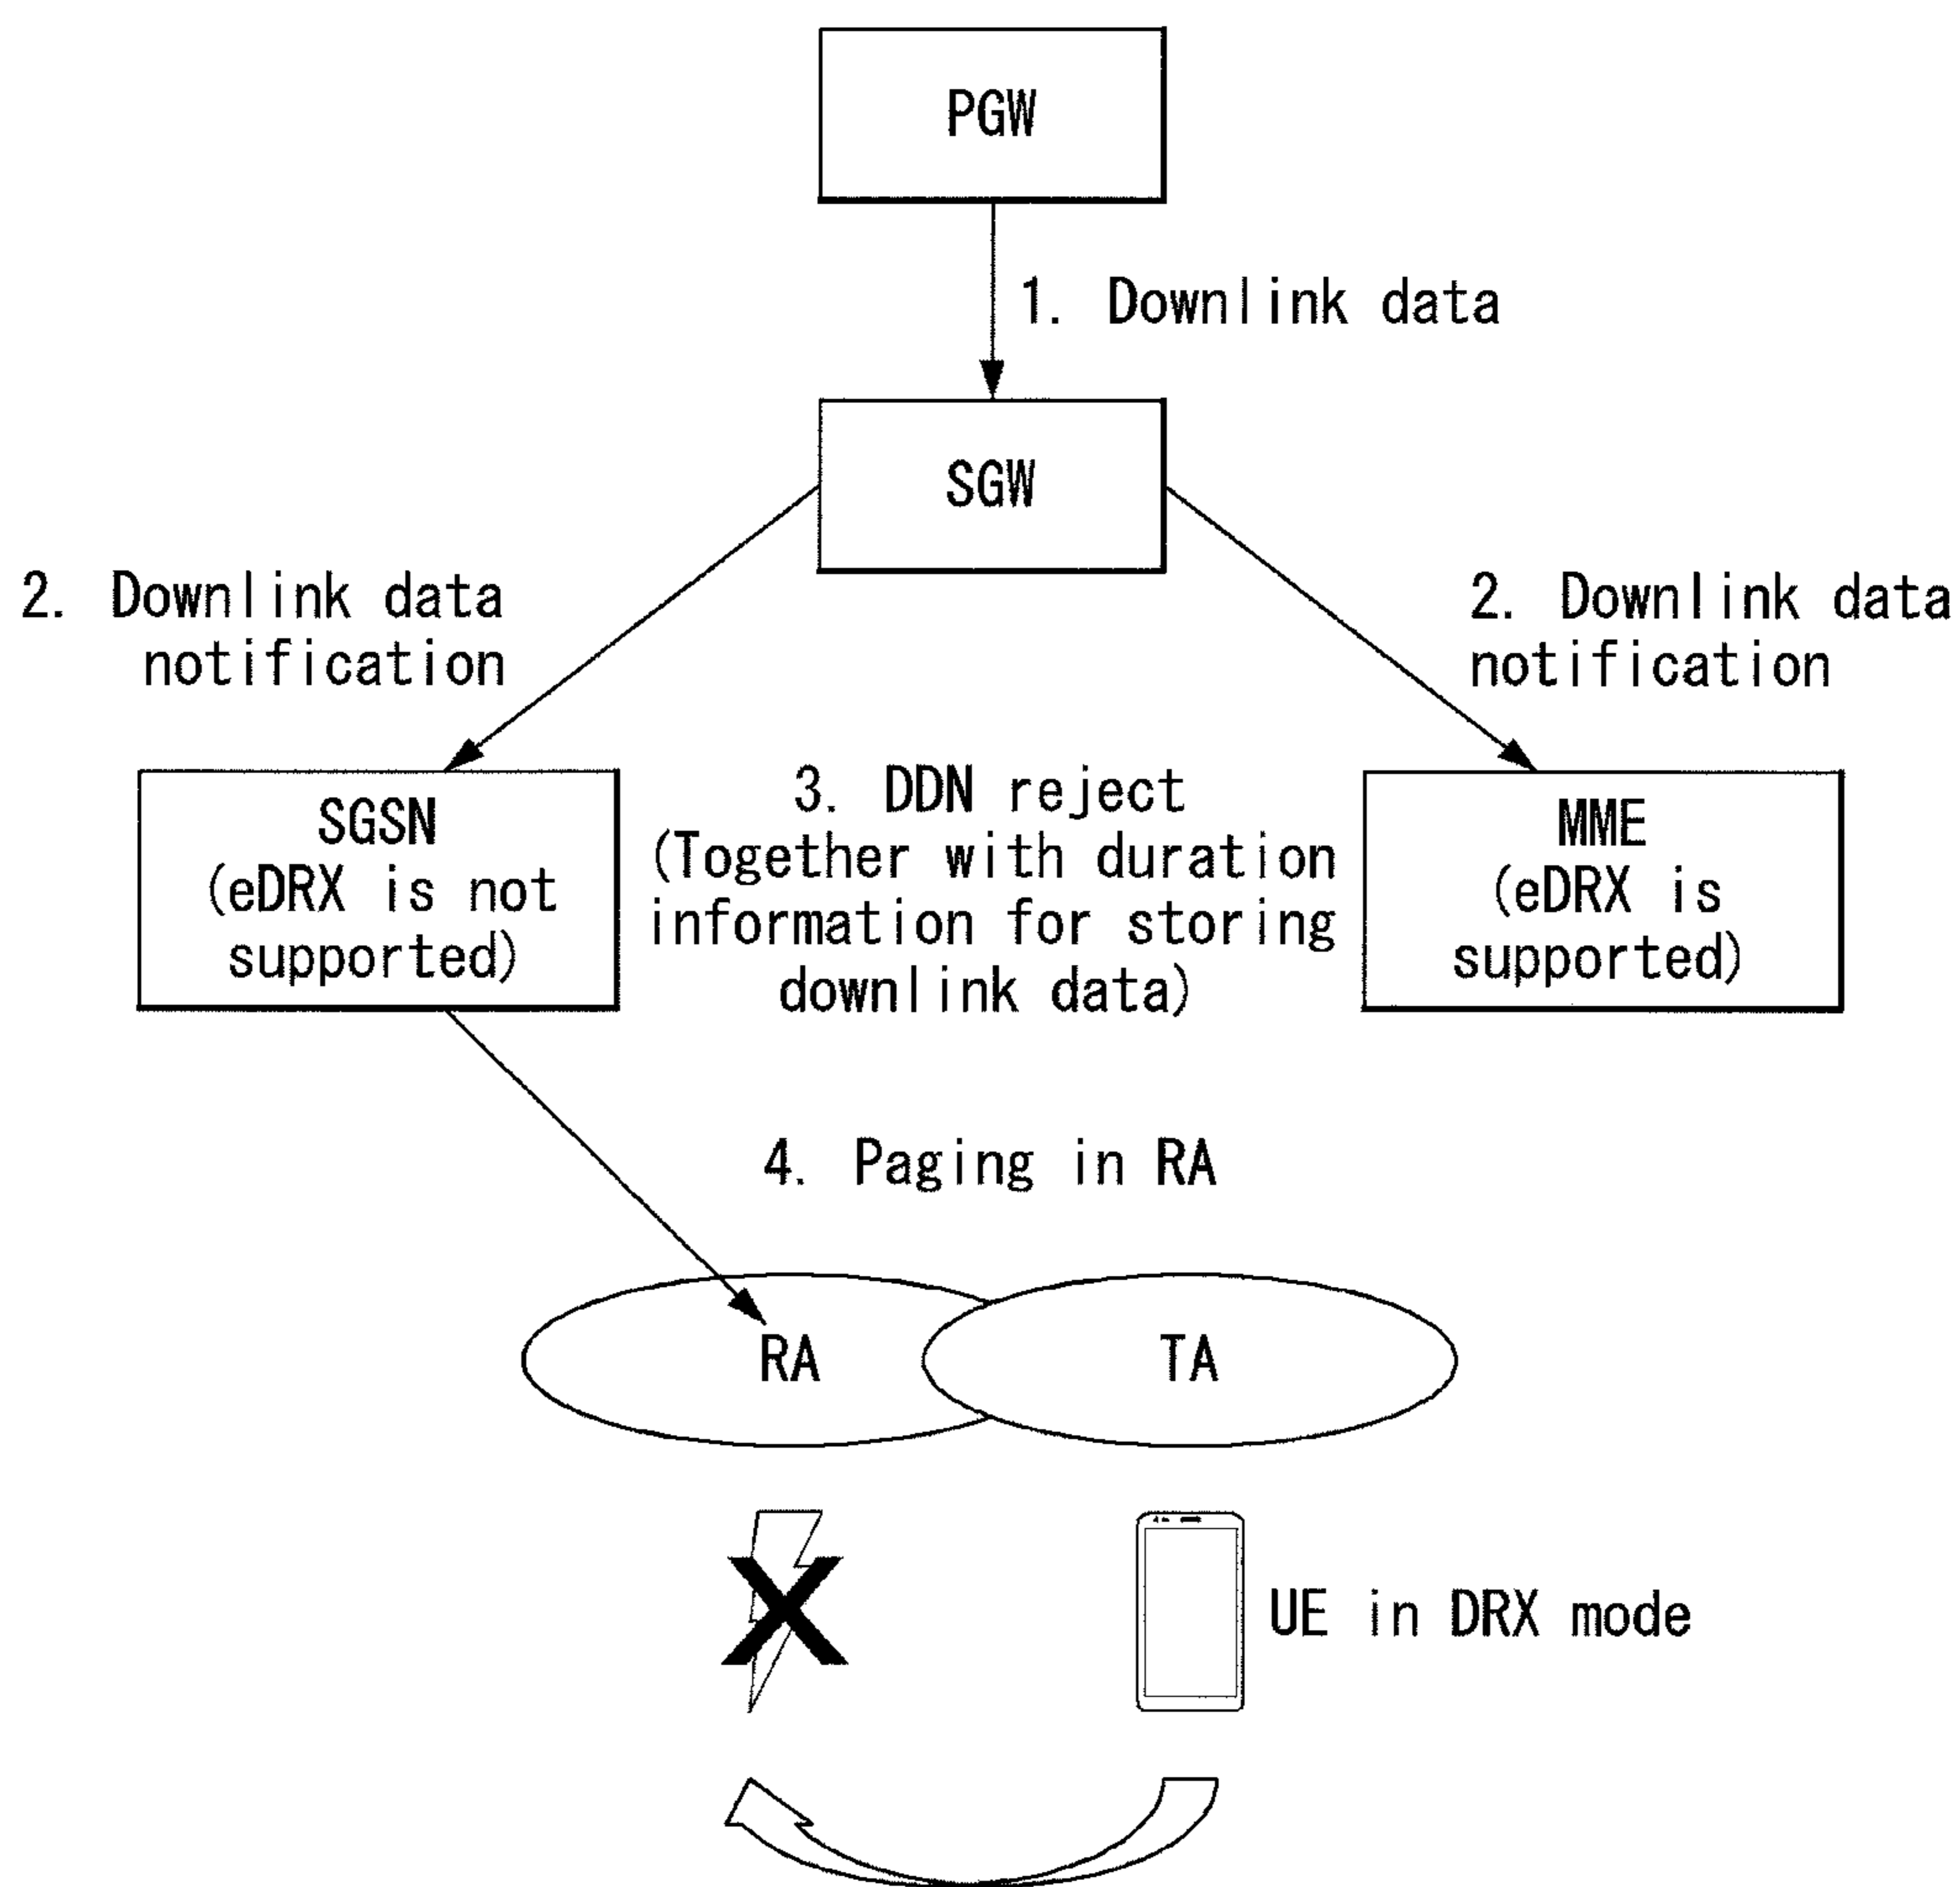 PGW
1. Downlink data
SGW
2. Downlink data
notification
2. Downlink data
notification
SGSN
(eDRX is not
supported)
3. DDN reject
(Together with duration
information for storing
downlink data)
MME
(eDRX is
supported)
4. Paging in RA
RA
TA
UE in DRX mode